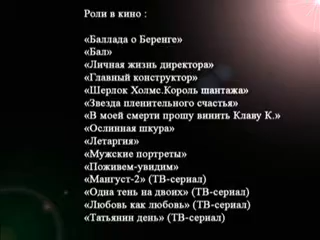 Роли в кино :
«Баллада о Беренге»
«Бал»
«Личная жизнь директора»
«Главный конструктор»
«Шерлок Холмс.Король шантажа»
«Звезда пленительного счастья»
«В моей смерти прошу винить Клаву К.»
«Ослинная шкура»
«Летаргия»
«Мужские портреты»
«Поживем-увидим»
«Мангуст-2» (ТВ-сериал)
«Одна тень на двоих» (ТВ-сериал)
«Любовь как любовь» (ТВ-сериал)
«Татьянин день» (ТВ-сериал)